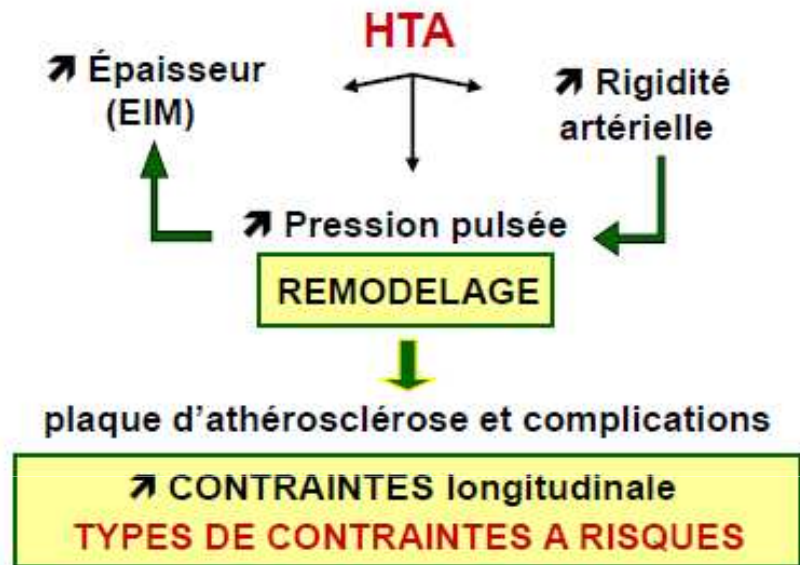 HTA
↗ Épaisseur
(EIM)
↗ Rigidité
artérielle
↗ Pression pulsée
REMODELAGE
plaque d'athérosclérose et complications
↗ CONTRAINTES longitudinale
TYPES DE CONTRAINTES A RISQUES